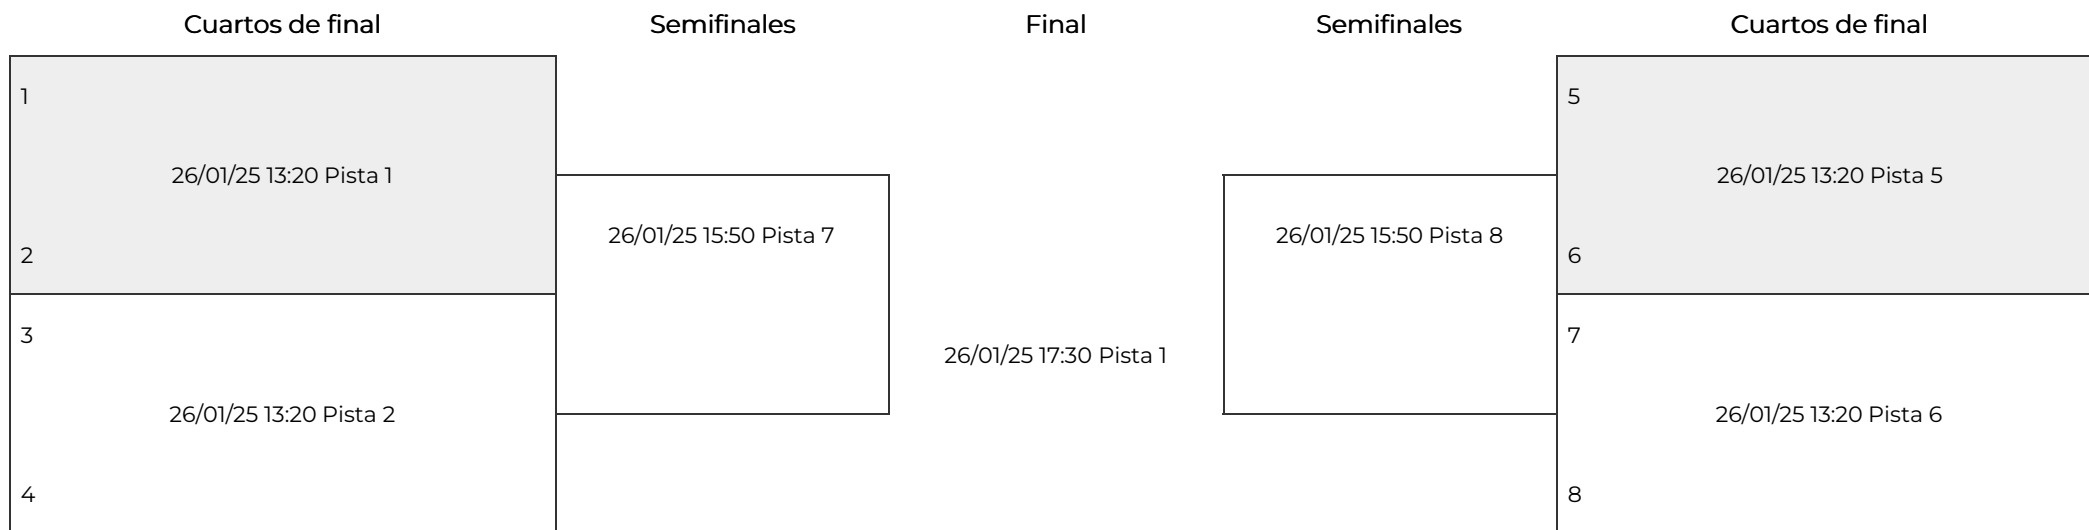 Cuartos de final
Semifinales
Final
Semifinales
Cuartos de final
1
26/01/25 13:20 Pista 1
2
3
26/01/25 13:20 Pista 2
4
26/01/25 15:50 Pista 7
26/01/25 17:30 Pista 1
26/01/25 15:50 Pista 8
5
26/01/25 13:20 Pista 5
6
7
26/01/25 13:20 Pista 6
8